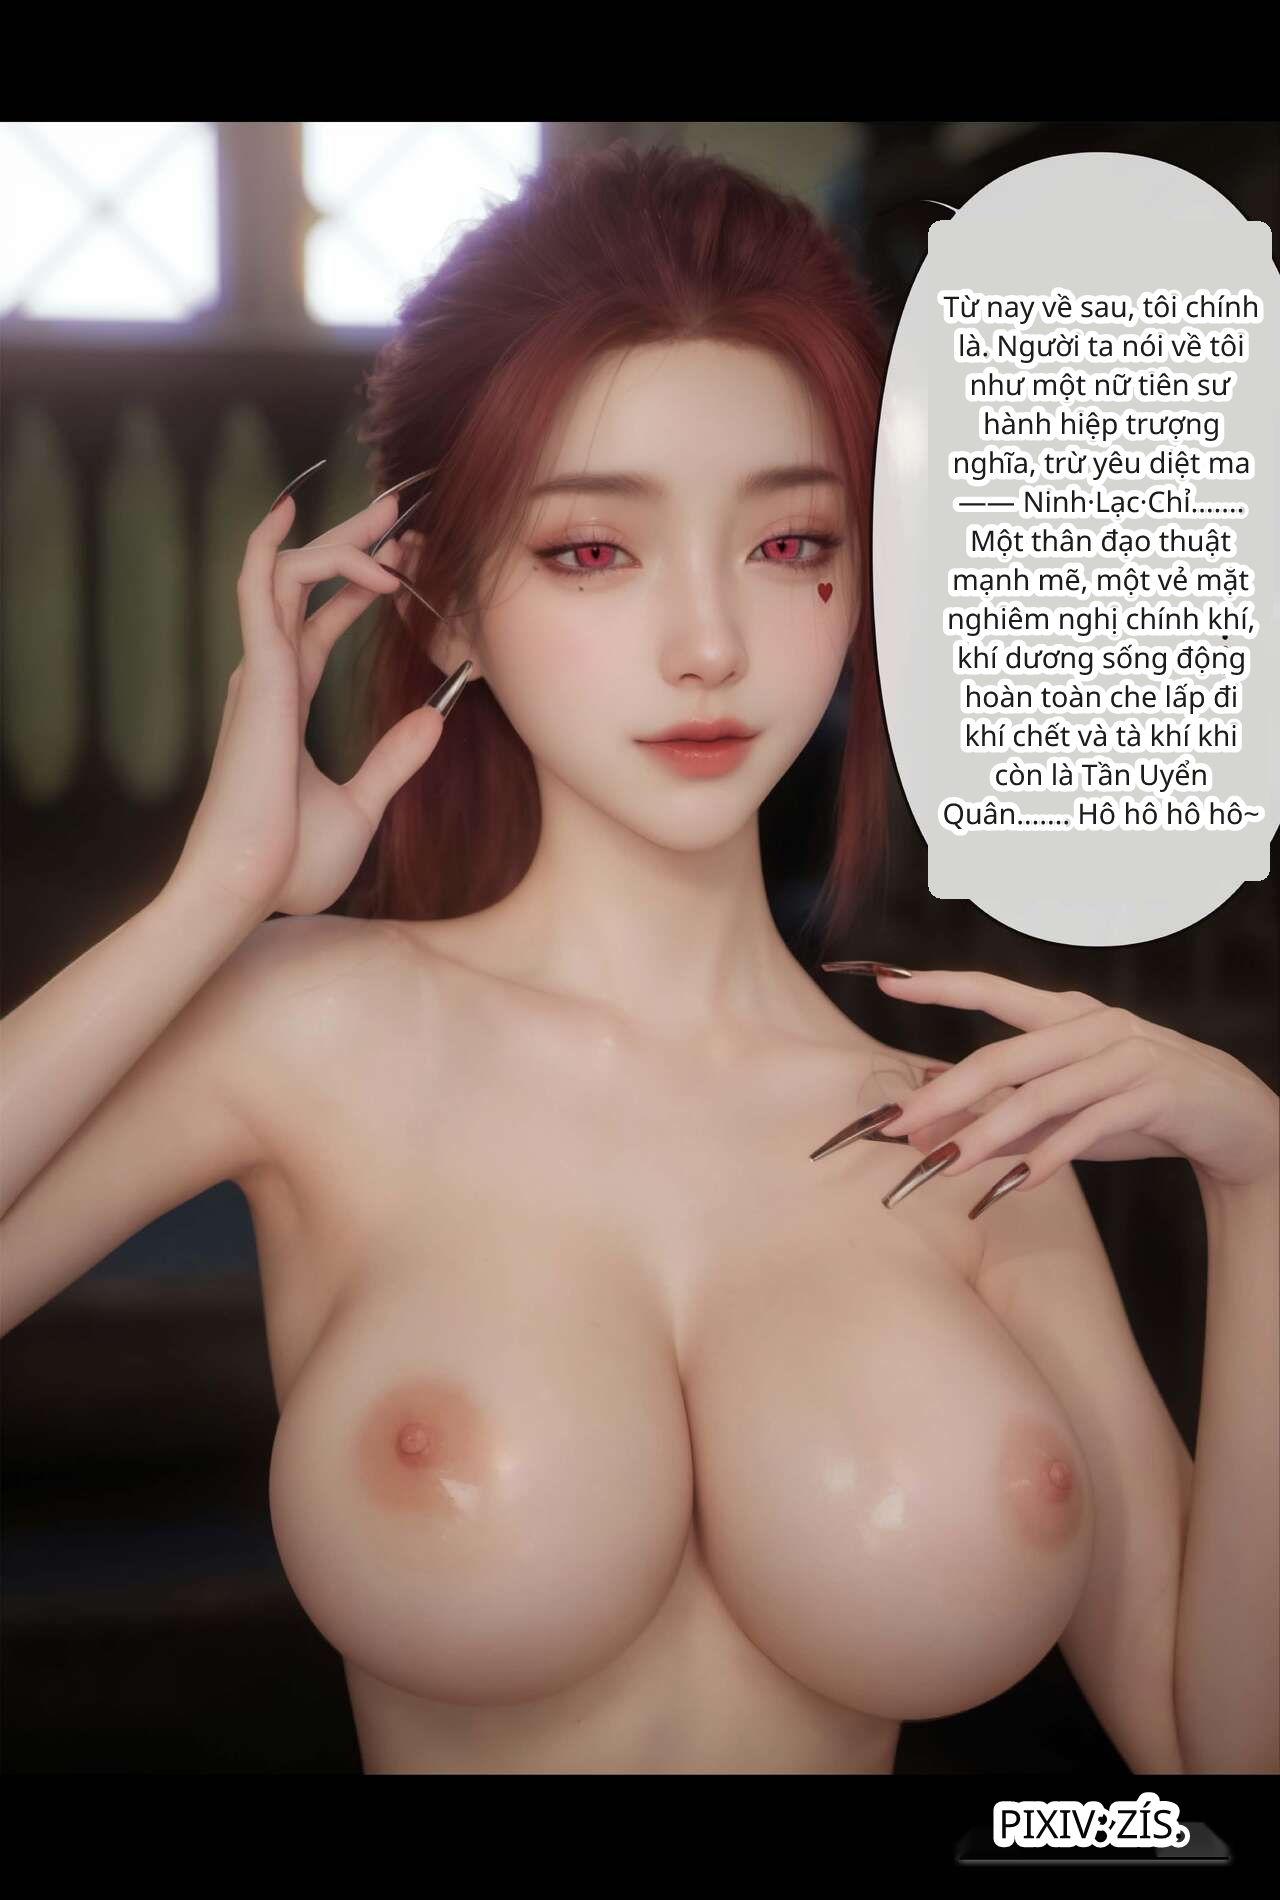 Từ nay về sau, tôi chính
là. Người ta nói về tôi
như một nữ tiên sư
hành hiệp trượng
nghĩa, trừ yêu diệt ma
—— Ninh·Lạc·Chỉ.......
Một thân đạo thuật
mạnh mẽ, một vẻ mặt
nghiêm nghị chính khí,
khí dương sống động
hoàn toàn che lấp đi
khí chết và tà khí khi
còn là Tần Uyển
Quân....... Hô hô hô hô~
PIXIV:ZÍS,